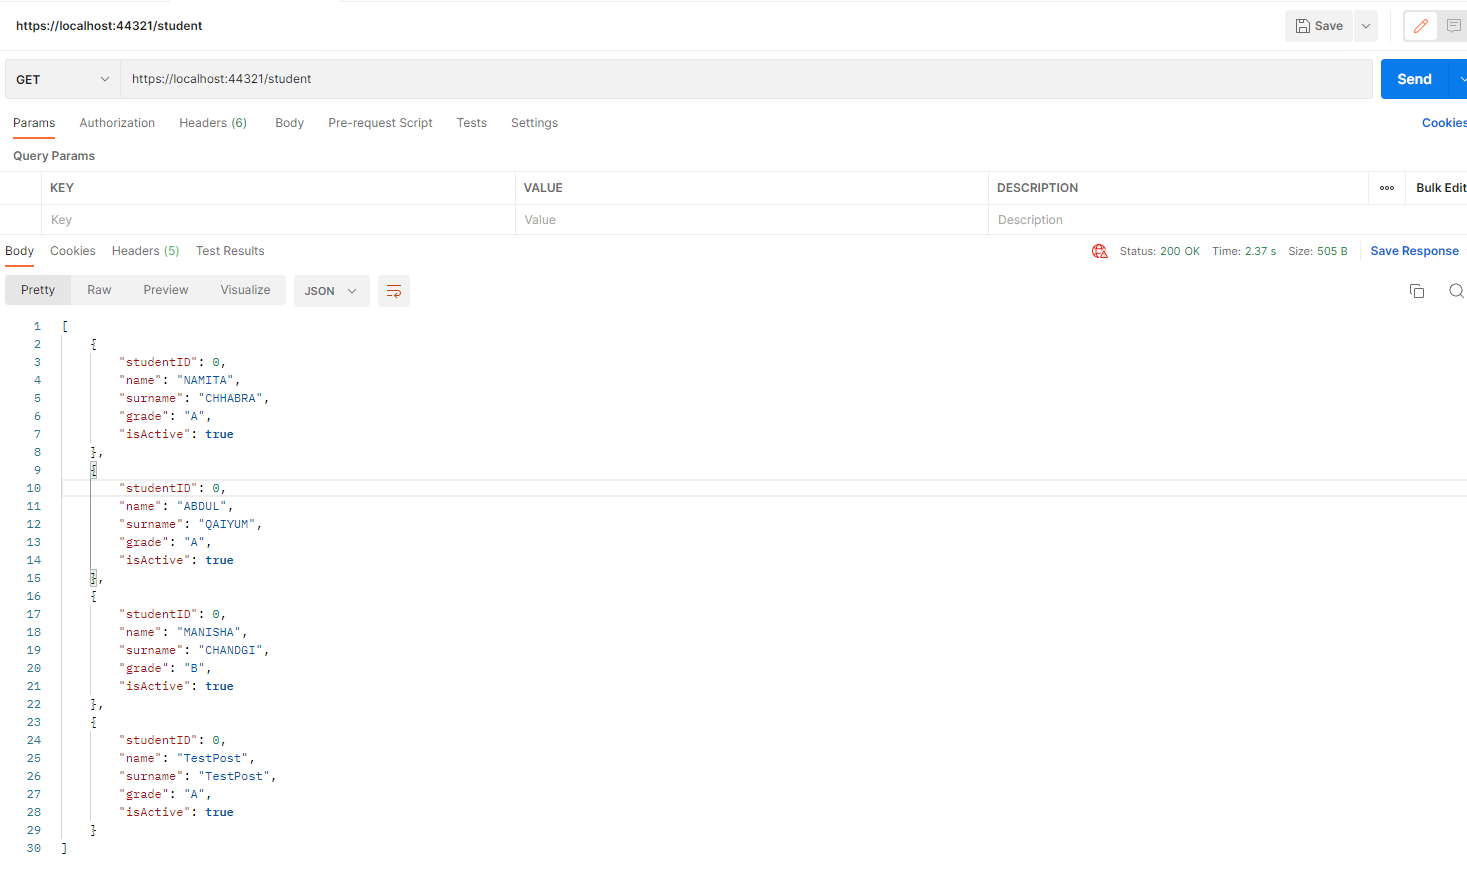 https://localhost:44321/student Save
GET https://localhost:44321/student Send
Params Authorization Headers (6) Body Pre-request Script Tests Settings Cookies
Query Params
KEY VALUE DESCRIPTION Bulk Edit
Key Value Description
Body Cookies Headers (5) Test Results Status: 200 OK Time: 2.37 s Size: 505 B Save Response
Pretty Raw Preview Visualize JSON
1 [
2 {
3 "studentID": 0,
4 "name": "NAMITA",
5 "surname": "CHHABRA",
6 "grade": "A",
7 "isActive": true
8 },
9 {
10 "studentID": 0,
11 "name": "ABDUL",
12 "surname": "QAIYUM",
13 "grade": "A",
14 "isActive": true
15 },
16 {
17 "studentID": 0,
18 "name": "MANISHA",
19 "surname": "CHANDGI",
20 "grade": "B",
21 "isActive": true
22 },
23 {
24 "studentID": 0,
25 "name": "TestPost",
26 "surname": "TestPost",
27 "grade": "A",
28 "isActive": true
29 }
30 ]